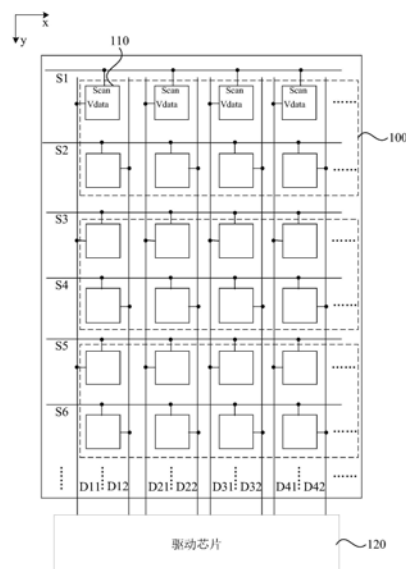 x
y
110
S1
Scan Scan Scan Scan
Vdata Vdata Vdata Vdata
……
100
S2
……
S3
……
S4
……
S5
……
S6
……
…… D11 …… D12 D21 …… D22 D31 …… D32 D41 …… D42 ……
驱动芯片
120